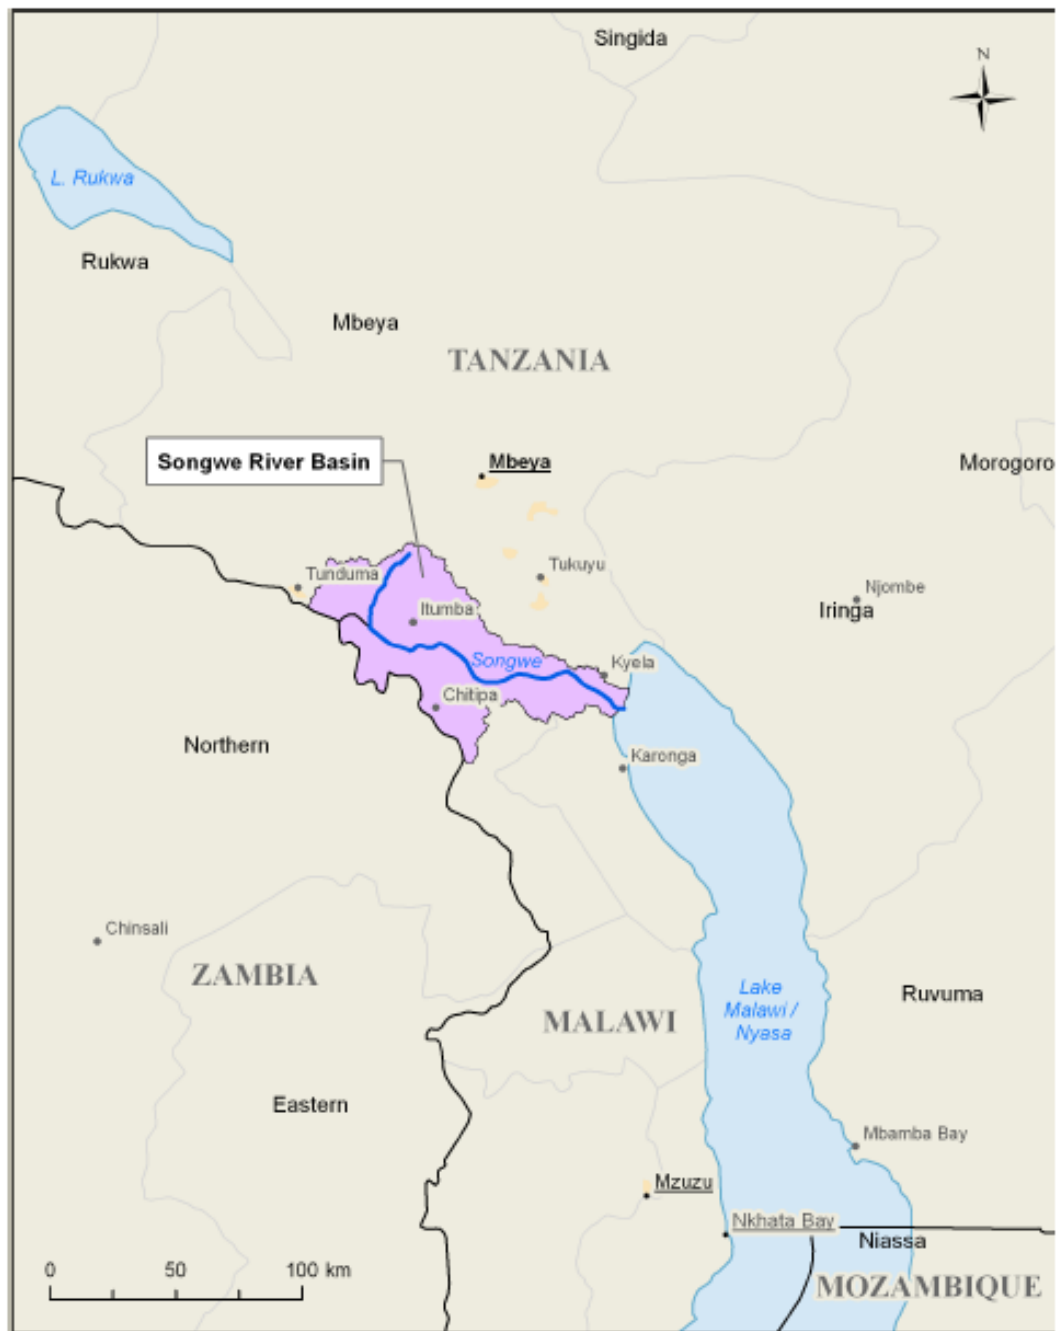 Singida
N
L. Rukwa
Rukwa
Mbeya
TANZANIA
Songwe River Basin
Mbeya
Morogoro
Tunduma
Tukuyu
Njombe
Iringa
Itumba
Songwe
Kyela
Chitipa
Northern
Karonga
Chinsali
ZAMBIA
Lake
Malawi /
Nyasa
Ruvuma
MALAWI
Eastern
Mbamba Bay
Mzuzu
Nkhata Bay
Niassa
MOZAMBIQUE
0 50 100 km